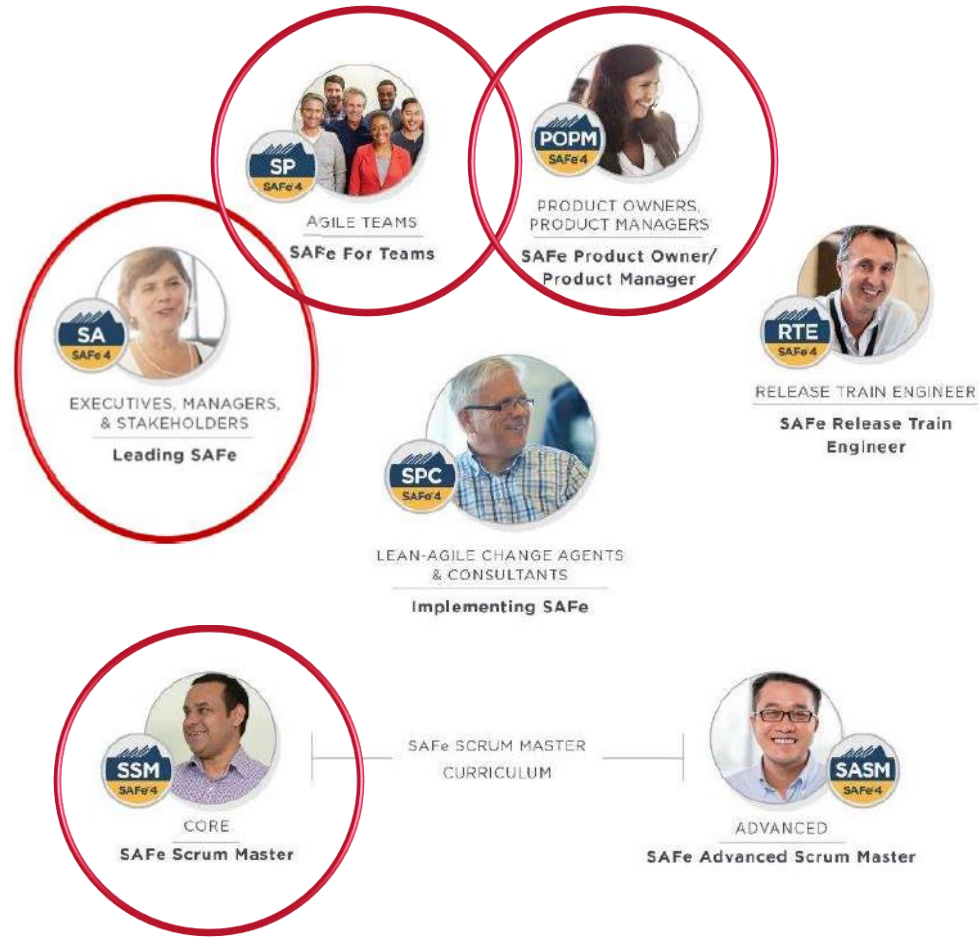 SP
SAFe 4
AGILE TEAMS
SAFe For Teams
POPM
SAFe 4
PRODUCT OWNERS,
PRODUCT MANAGERS
SAFe Product Owner/
Product Manager
SA
SAFe 4
EXECUTIVES, MANAGERS,
& STAKEHOLDERS
Leading SAFe
RTE
SAFe 4
RELEASE TRAIN ENGINEER
SAFe Release Train
Engineer
SPC
SAFe 4
LEAN-AGILE CHANGE AGENTS
& CONSULTANTS
Implementing SAFe
SSM
SAFe 4
CORE
SAFe Scrum Master
SAFe SCRUM MASTER
CURRICULUM
SASM
SAFe 4
ADVANCED
SAFe Advanced Scrum Master